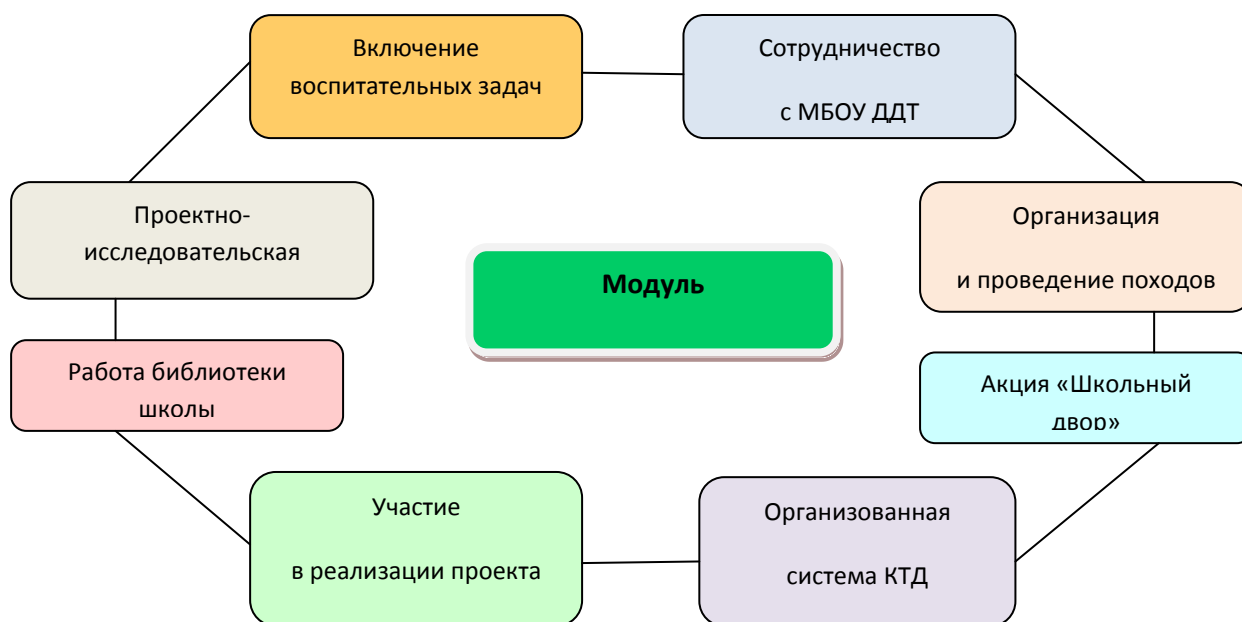 Включение
воспитательных задач
Сотрудничество
с МБОУ ДДТ
Проектно-
исследовательская
Организация
и проведение походов
Модуль
Работа библиотеки
школы
Акция «Школьный
двор»
Участие
в реализации проекта
Организованная
система КТД